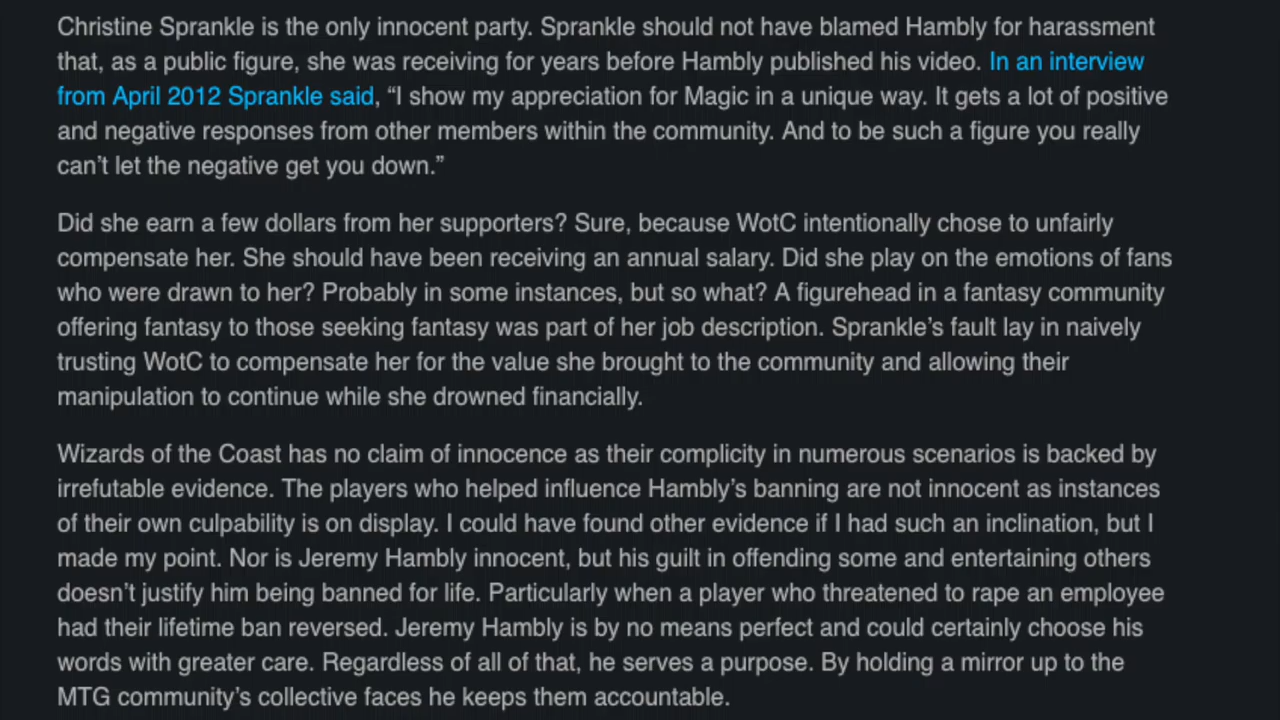 Christine Sprankle is the only innocent party. Sprankle should not have blamed Hambly for harassment
that, as a public figure, she was receiving for years before Hambly published his video. In an interview
from April 2012 Sprankle said, “I show my appreciation for Magic in a unique way. It gets a lot of positive
and negative responses from other members within the community. And to be such a figure you really
can’t let the negative get you down.”
Did she earn a few dollars from her supporters? Sure, because WotC intentionally chose to unfairly
compensate her. She should have been receiving an annual salary. Did she play on the emotions of fans
who were drawn to her? Probably in some instances, but so what? A figurehead in a fantasy community
offering fantasy to those seeking fantasy was part of her job description. Sprankle’s fault lay in naively
trusting WotC to compensate her for the value she brought to the community and allowing their
manipulation to continue while she drowned financially.
Wizards of the Coast has no claim of innocence as their complicity in numerous scenarios is backed by
irrefutable evidence. The players who helped influence Hambly’s banning are not innocent as instances
of their own culpability is on display. I could have found other evidence if I had such an inclination, but I
made my point. Nor is Jeremy Hambly innocent, but his guilt in offending some and entertaining others
doesn’t justify him being banned for life. Particularly when a player who threatened to rape an employee
had their lifetime ban reversed. Jeremy Hambly is by no means perfect and could certainly choose his
words with greater care. Regardless of all of that, he serves a purpose. By holding a mirror up to the
MTG community’s collective faces he keeps them accountable.